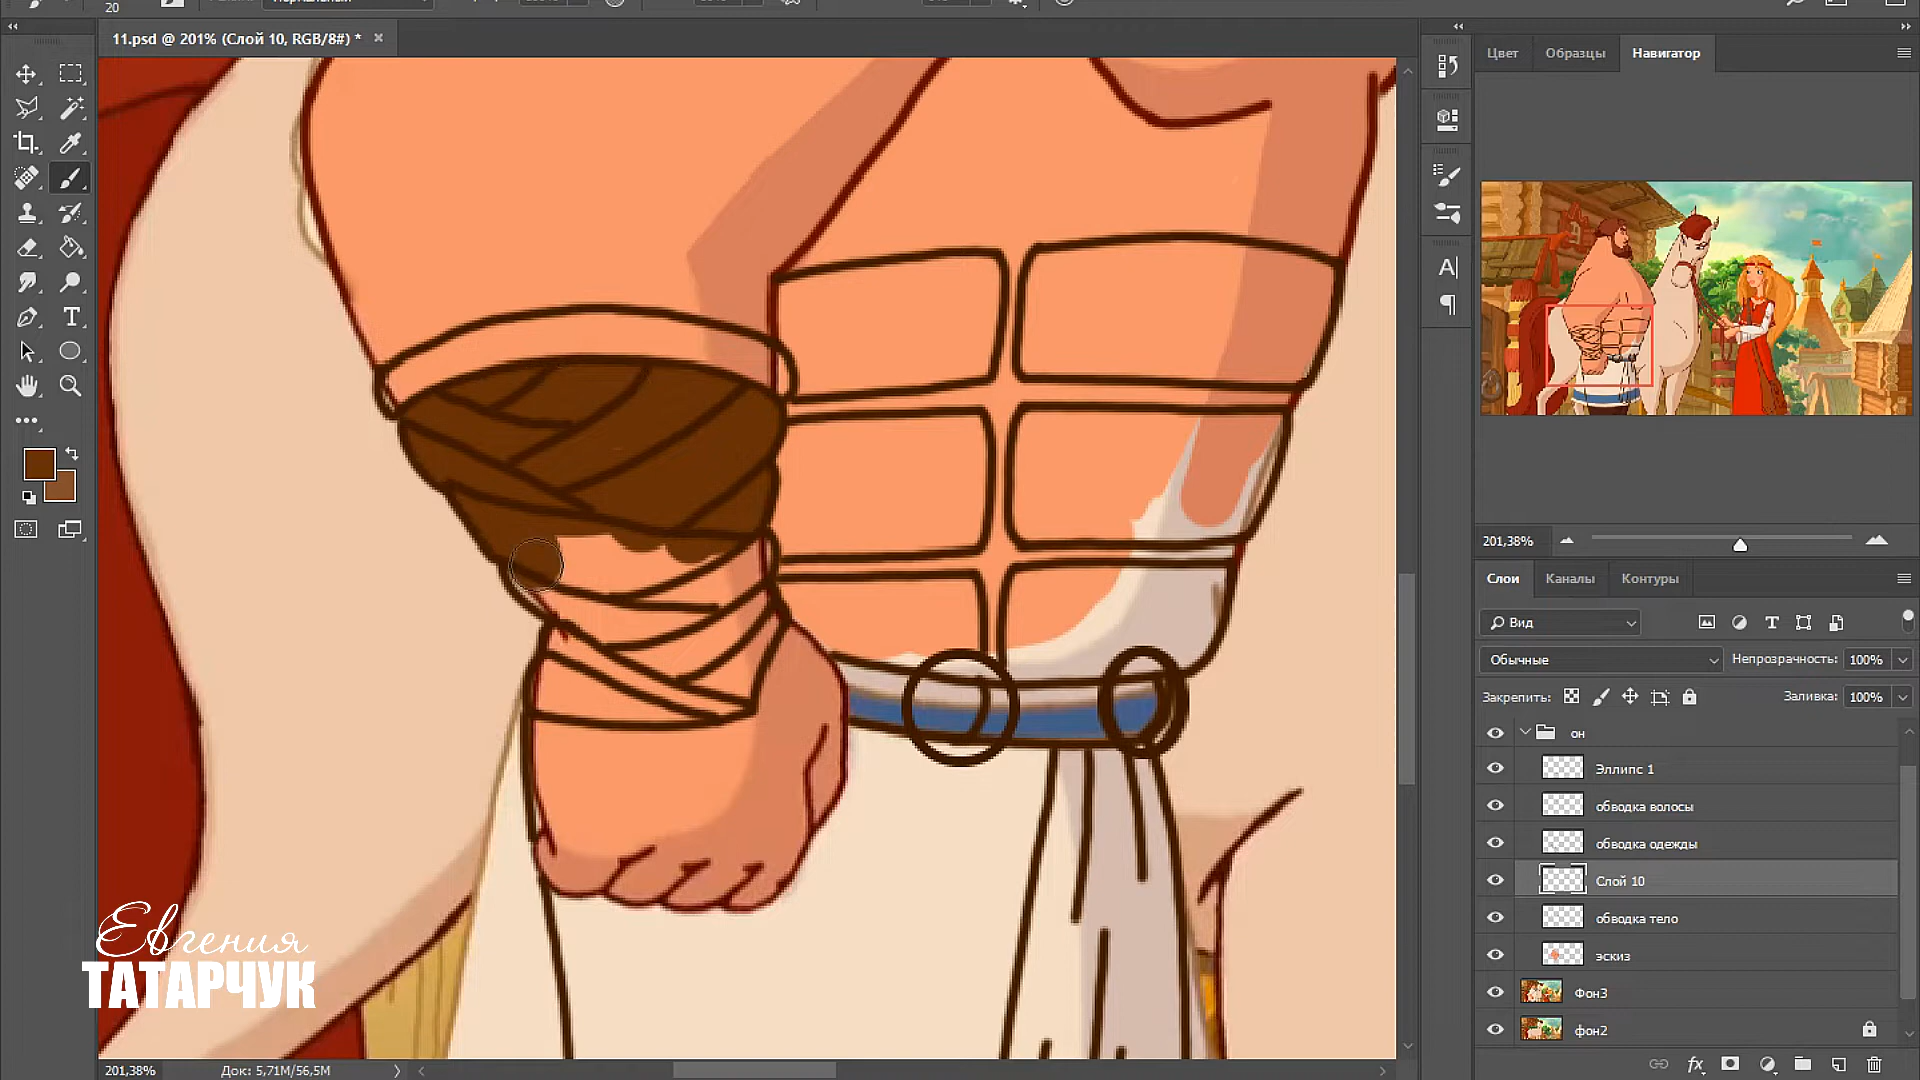 20
11.psd @ 201% (Слой 10, RGB/8#) *
Цвет
Образцы
Навигатор
201,38%
Слои
Каналы
Контуры
Вид
Обычные
Непрозрачность: 100%
Закрепить:
Заливка: 100%
он
Эллипс 1
обводка волосы
обводка одежды
Слой 10
обводка тело
эскиз
Фон3
фон2
Евгения
ТАТАРЧУК
201,38%
Док: 5,71M/56,5M